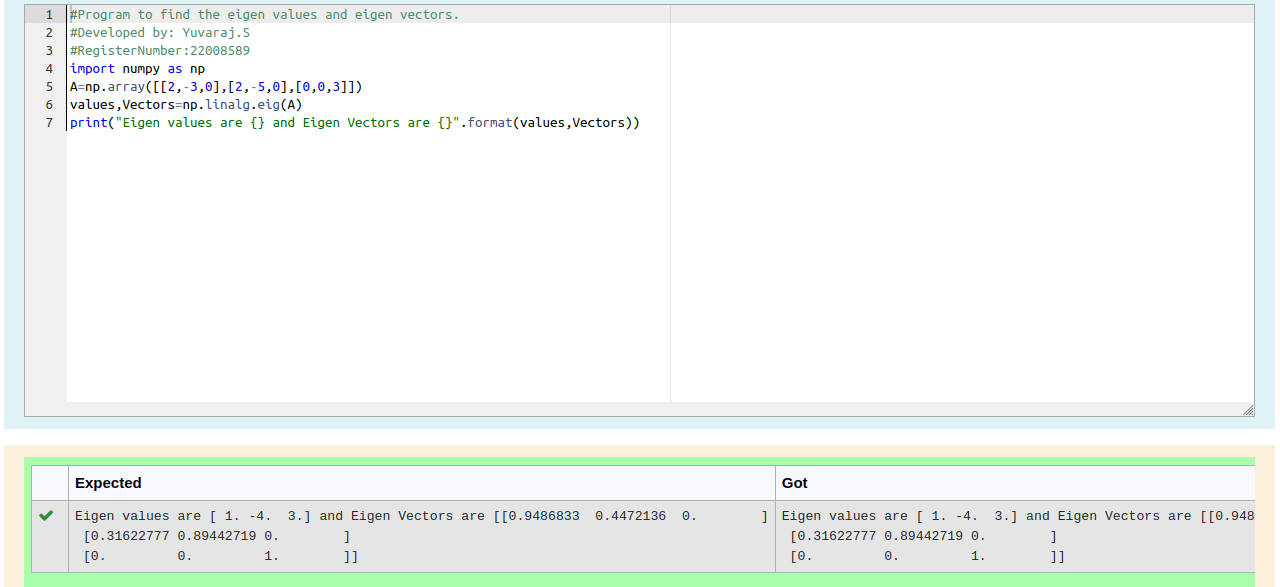 1 #Program to find the eigen values and eigen vectors.
2 #Developed by: Yuvaraj.S
3 #RegisterNumber:22008589
4 import numpy as np
5 A=np.array([[2,-3,0],[2,-5,0],[0,0,3]])
6 values,Vectors=np.linalg.eig(A)
7 print("Eigen values are {} and Eigen Vectors are {}".format(values,Vectors))
Expected Got
Eigen values are [ 1. -4.  3.] and Eigen Vectors are [[0.9486833  0.4472136  0.        ] Eigen values are [ 1. -4.  3.] and Eigen Vectors are [[0.948
[0.31622777 0.89442719 0.        ] [0.31622777 0.89442719 0.        ]
[0.         0.         1.        ]] [0.         0.         1.        ]]